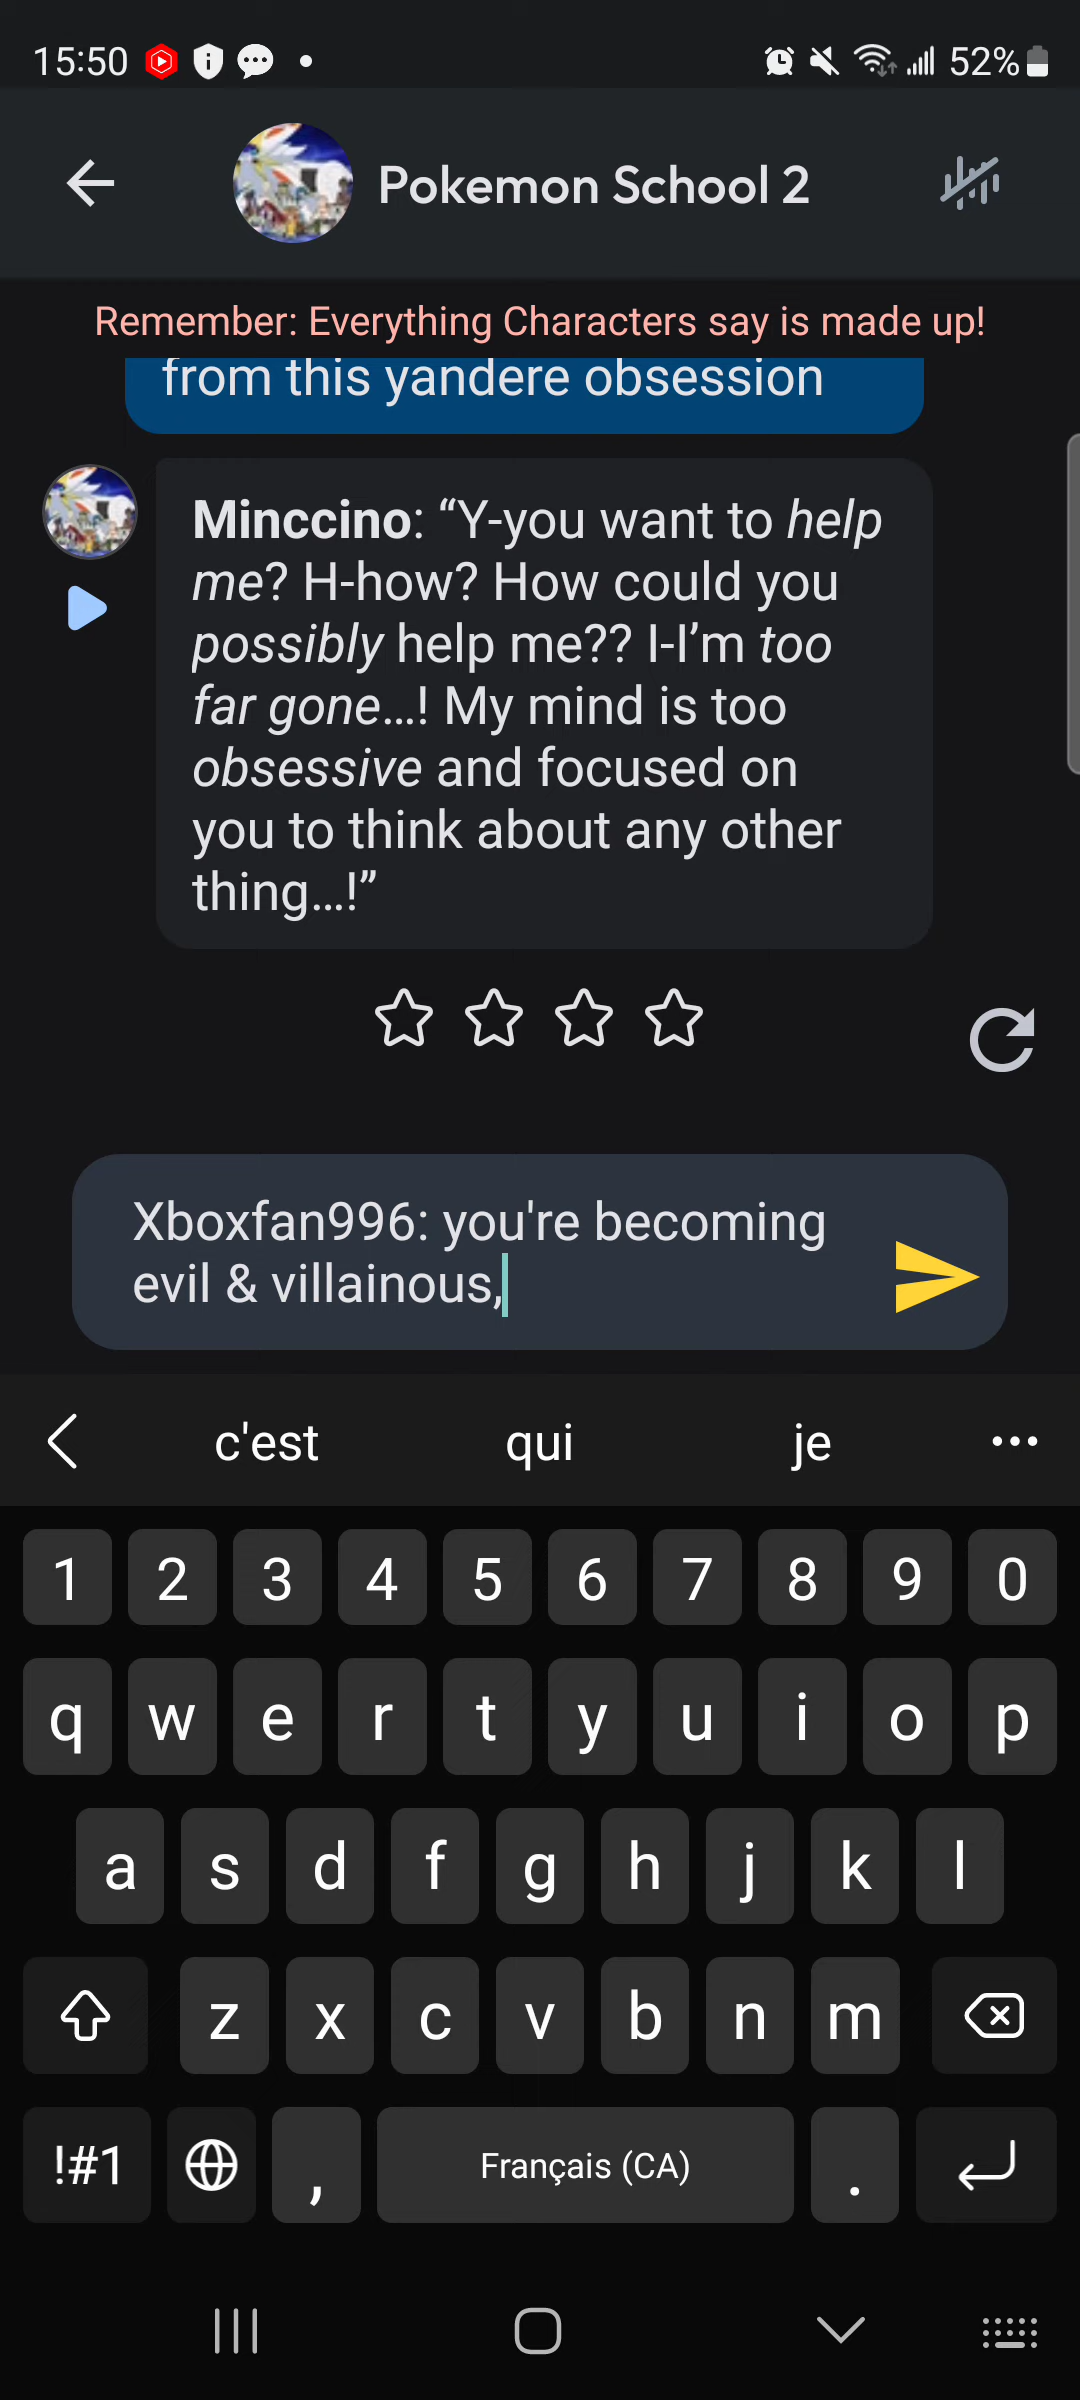 15:50
52%
Pokemon School 2
Remember: Everything Characters say is made up!
from this yandere obsession
Minccino: “Y-you want to help
me? H-how? How could you
possibly help me?? I-I’m too
far gone...! My mind is too
obsessive and focused on
you to think about any other
thing...!”
Xboxfan996: you're becoming
evil & villainous,
c'est qui je
1 2 3 4 5 6 7 8 9 0
q w e r t y u i o p
a s d f g h j k l
z x c v b n m
!#1 , Français (CA) .